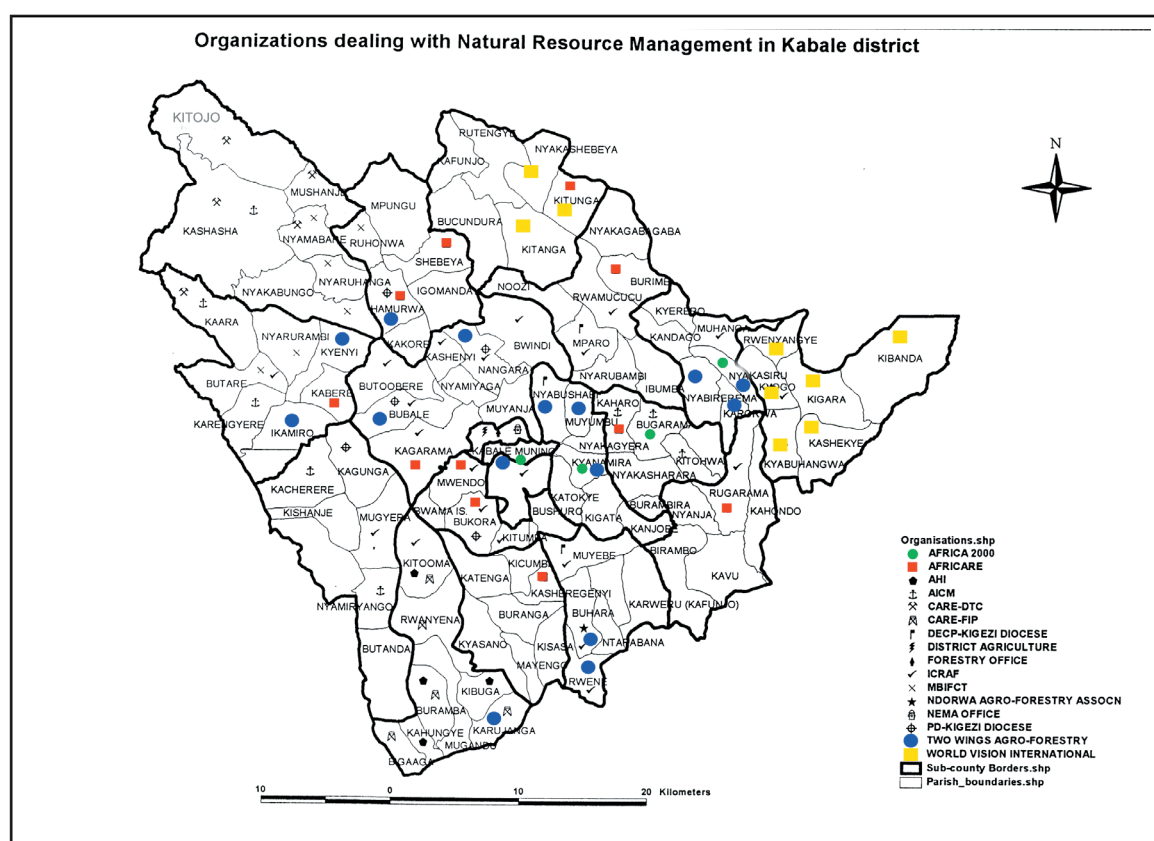 Organizations dealing with Natural Resource Management in Kabale district
N
KITOJO
RUTENGYE
NYAKASHEBEYA
KAFUNJO
MUSHANJE
MPUNGU
KITUNGA
BUCUNDURA
KASHASHA
NYAMABARE
RUHONWA
NYAKAGABAGABA
KITANGA
SHEBEYA
NYARUHANGA
BURIME
NYAKABUNGO
IGOMANDA
NOOZI
RWAMUCUCU
HAMURWA
KYEREBO
KAARA
MUHANGA
NYARURAMBI
KANDAGO
RWENYANGYE
KYENYI
KAKORE
BWINDI
MPARO
KIBANDA
KASHENYI
NANGARA
NYARUBAMBI
NYAKASIRU
BUTARE
KABERE
BUTOOBERE
NYAMIYAGA
IBUMBA
KYOGO
KIGARA
NYABUSHABI
KAHARO
NYABIREREMA
BUBALE
MUYANJE
MUYUMBU
BUGARAMA
KARORWA
KARENGYERE
IKAMIRO
KASHEKYE
KAGARAMA
KABALE MUNINO
NYAKAGYERA
KYABUHANGWA
KAGUNGA
KYANAMIRA
KITOHWA
MWENDO
NYAKASHARARA
KACHERERE
KATOKYE
RUGARAMA
KISHANJE
BWAMA IS.
BUSHURO
BURAMBIRA
NYANJA
KAHONDO
MUGYERA
BUKORA
KIGATA
KANJOBE
KITUMBA
KITOOMA
KICUMBI
MUYEBE
BIRAMBO
KATENGA
KASHEREGENYI
KAVU
NYAMIRYANGO
BURANGA
BUHARA
KARWERU (KAFUNJO)
RWANYENA
KYASANO
KISASA
NTARABANA
BUTANDA
MAYENGO
RWENE
KIBUGA
BURAMBA
KARUJANGA
KAHUNGYE
MUGANDU
BIGAAGA
Organisations.shp
AFRICA 2000
AFRICARE
AHI
AICM
CARE-DTC
CARE-FIP
DECP-KIGEZI DIOCESE
DISTRICT AGRICULTURE
FORESTRY OFFICE
ICRAF
MBIFCT
NDORWA AGRO-FORESTRY ASSOCN
NEMA OFFICE
PD-KIGEZI DIOCESE
TWO WINGS AGRO-FORESTRY
WORLD VISION INTERNATIONAL
Sub-county Borders.shp
Parish_boundaries.shp
10 0 10 20 Kilometers